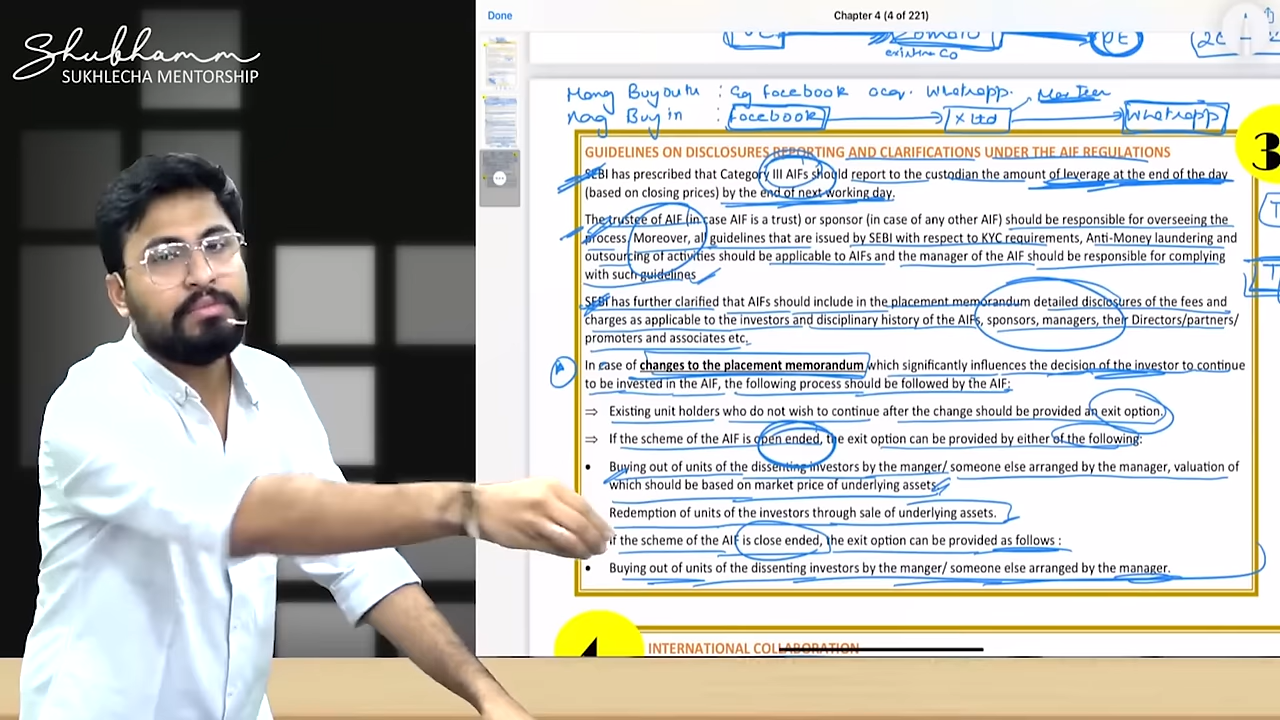 Shubhamm
SUKHLECHA MENTORSHIP
Done
Chapter 4 (4 of 221)
existing Co
PE
Mang Buyouts : Eg Facebook acq. Whatsapp.
Mag Buy in : Facebook X Ltd Whatsapp
3
GUIDELINES ON DISCLOSURES REPORTING AND CLARIFICATIONS UNDER THE AIF REGULATIONS
SEBI has prescribed that Category III AIFs should report to the custodian the amount of leverage at the end of the day
(based on closing prices) by the end of next working day.
The trustee of AIF (in case AIF is a trust) or sponsor (in case of any other AIF) should be responsible for overseeing the
process. Moreover, all guidelines that are issued by SEBI with respect to KYC requirements, Anti-Money laundering and
outsourcing of activities should be applicable to AIFs and the manager of the AIF should be responsible for complying
with such guidelines
SEBI has further clarified that AIFs should include in the placement memorandum detailed disclosures of the fees and
charges as applicable to the investors and disciplinary history of the AIFs, sponsors, managers, their Directors/partners/
promoters and associates etc.
In case of changes to the placement memorandum which significantly influences the decision of the investor to continue
to be invested in the AIF, the following process should be followed by the AIF:
⇒ Existing unit holders who do not wish to continue after the change should be provided an exit option.
⇒ If the scheme of the AIF is open ended, the exit option can be provided by either of the following:
• Buying out of units of the dissenting investors by the manger/ someone else arranged by the manager, valuation of
which should be based on market price of underlying assets.
Redemption of units of the investors through sale of underlying assets.
If the scheme of the AIF is close ended, the exit option can be provided as follows :
• Buying out of units of the dissenting investors by the manger/ someone else arranged by the manager.
4
INTERNATIONAL COLLABORATION